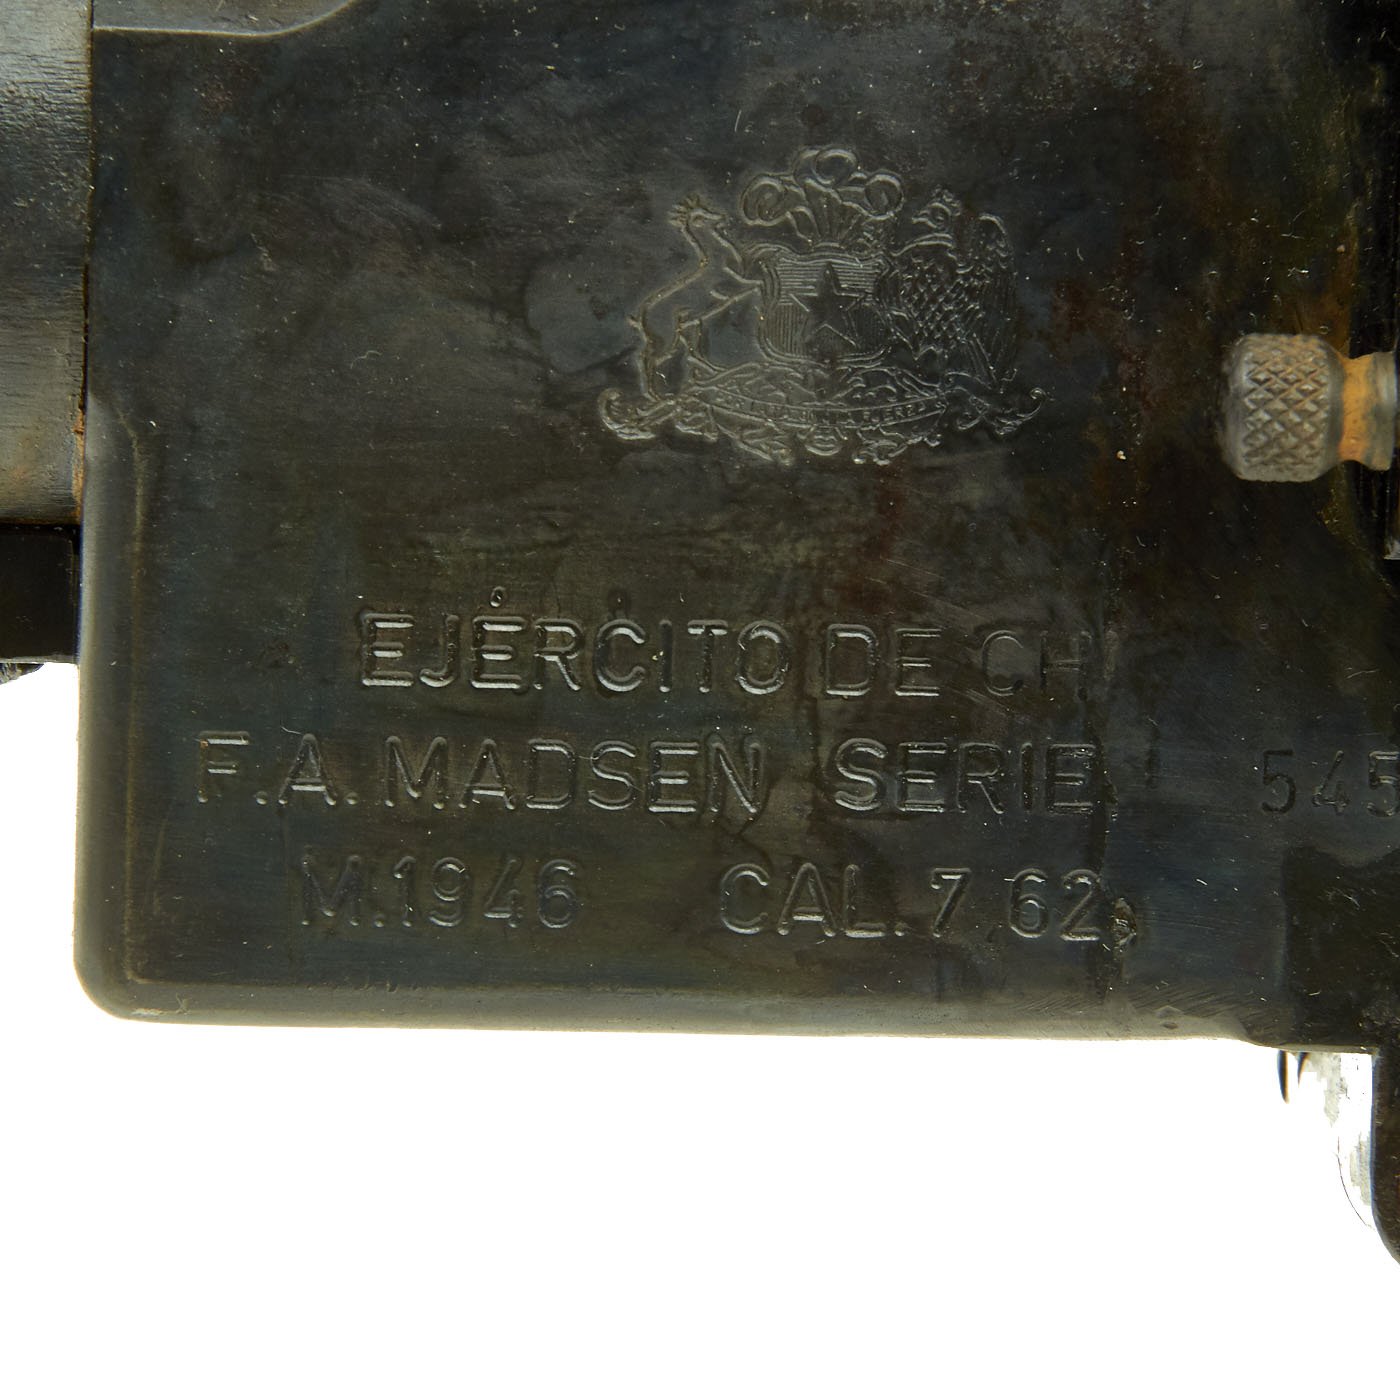 EJÉRCITO DE CH
F.A. MADSEN SERIE 545
M.1946 CAL. 7,62